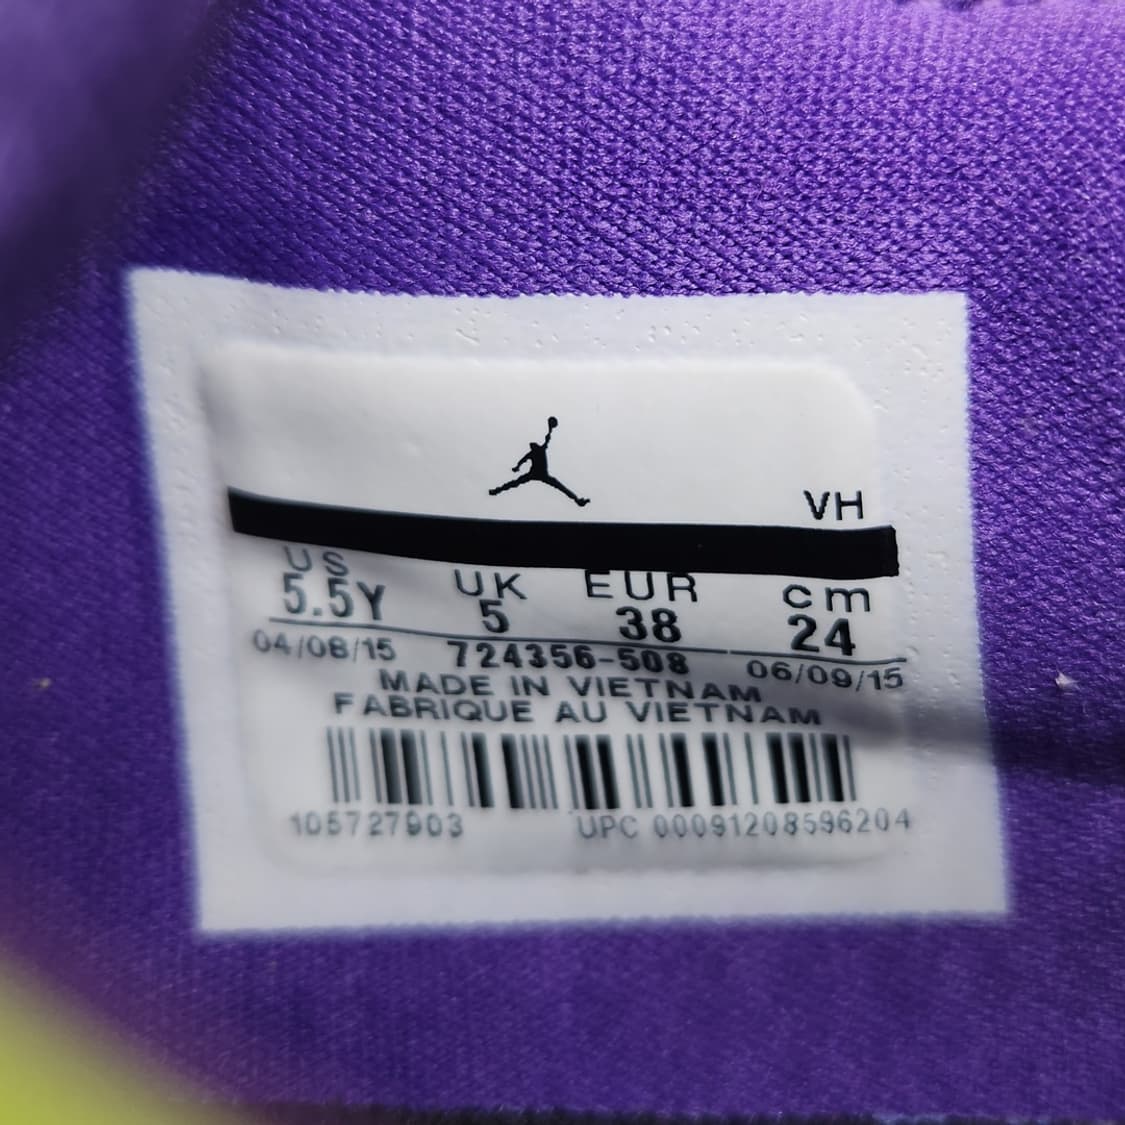 VH
US UK EUR cm
5.5Y 5 38 24
04/08/15 724356-508 06/09/15
MADE IN VIETNAM
FABRIQUE AU VIETNAM
105727903 UPC 00091208596204